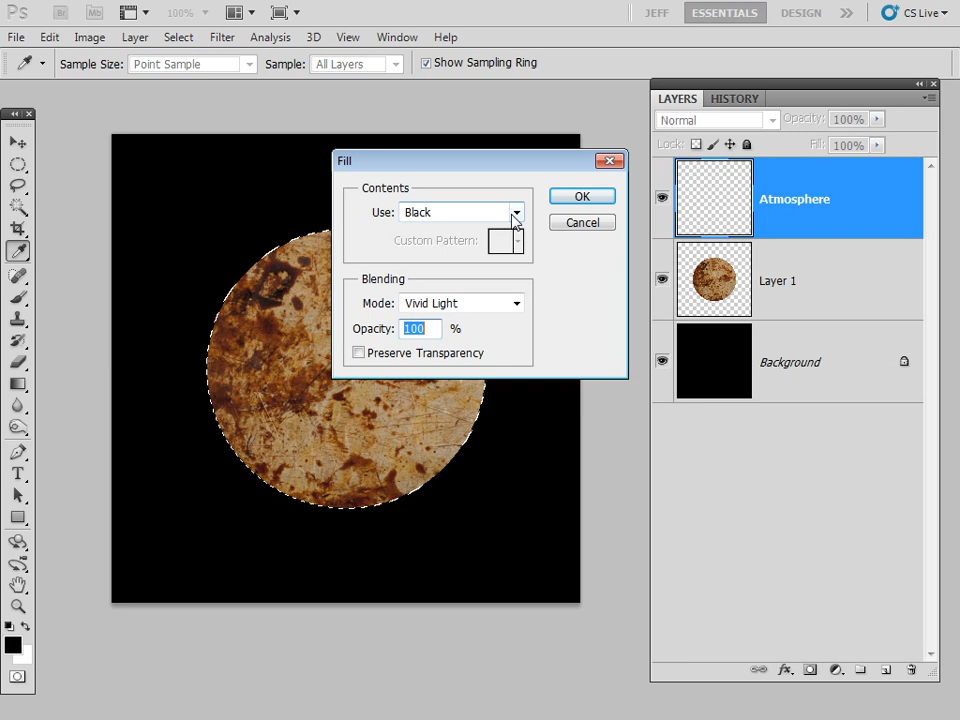 Ps Br Mb 100% JEFF ESSENTIALS DESIGN CS Live
File Edit Image Layer Select Filter Analysis 3D View Window Help
Sample Size: Point Sample Sample: All Layers Show Sampling Ring
LAYERS HISTORY
Normal Opacity: 100%
Lock: Fill: 100%
Atmosphere
Layer 1
Background
fx
T
Fill
Contents
Use: Black
Custom Pattern:
OK
Cancel
Blending
Mode: Vivid Light
Opacity: 100 %
Preserve Transparency